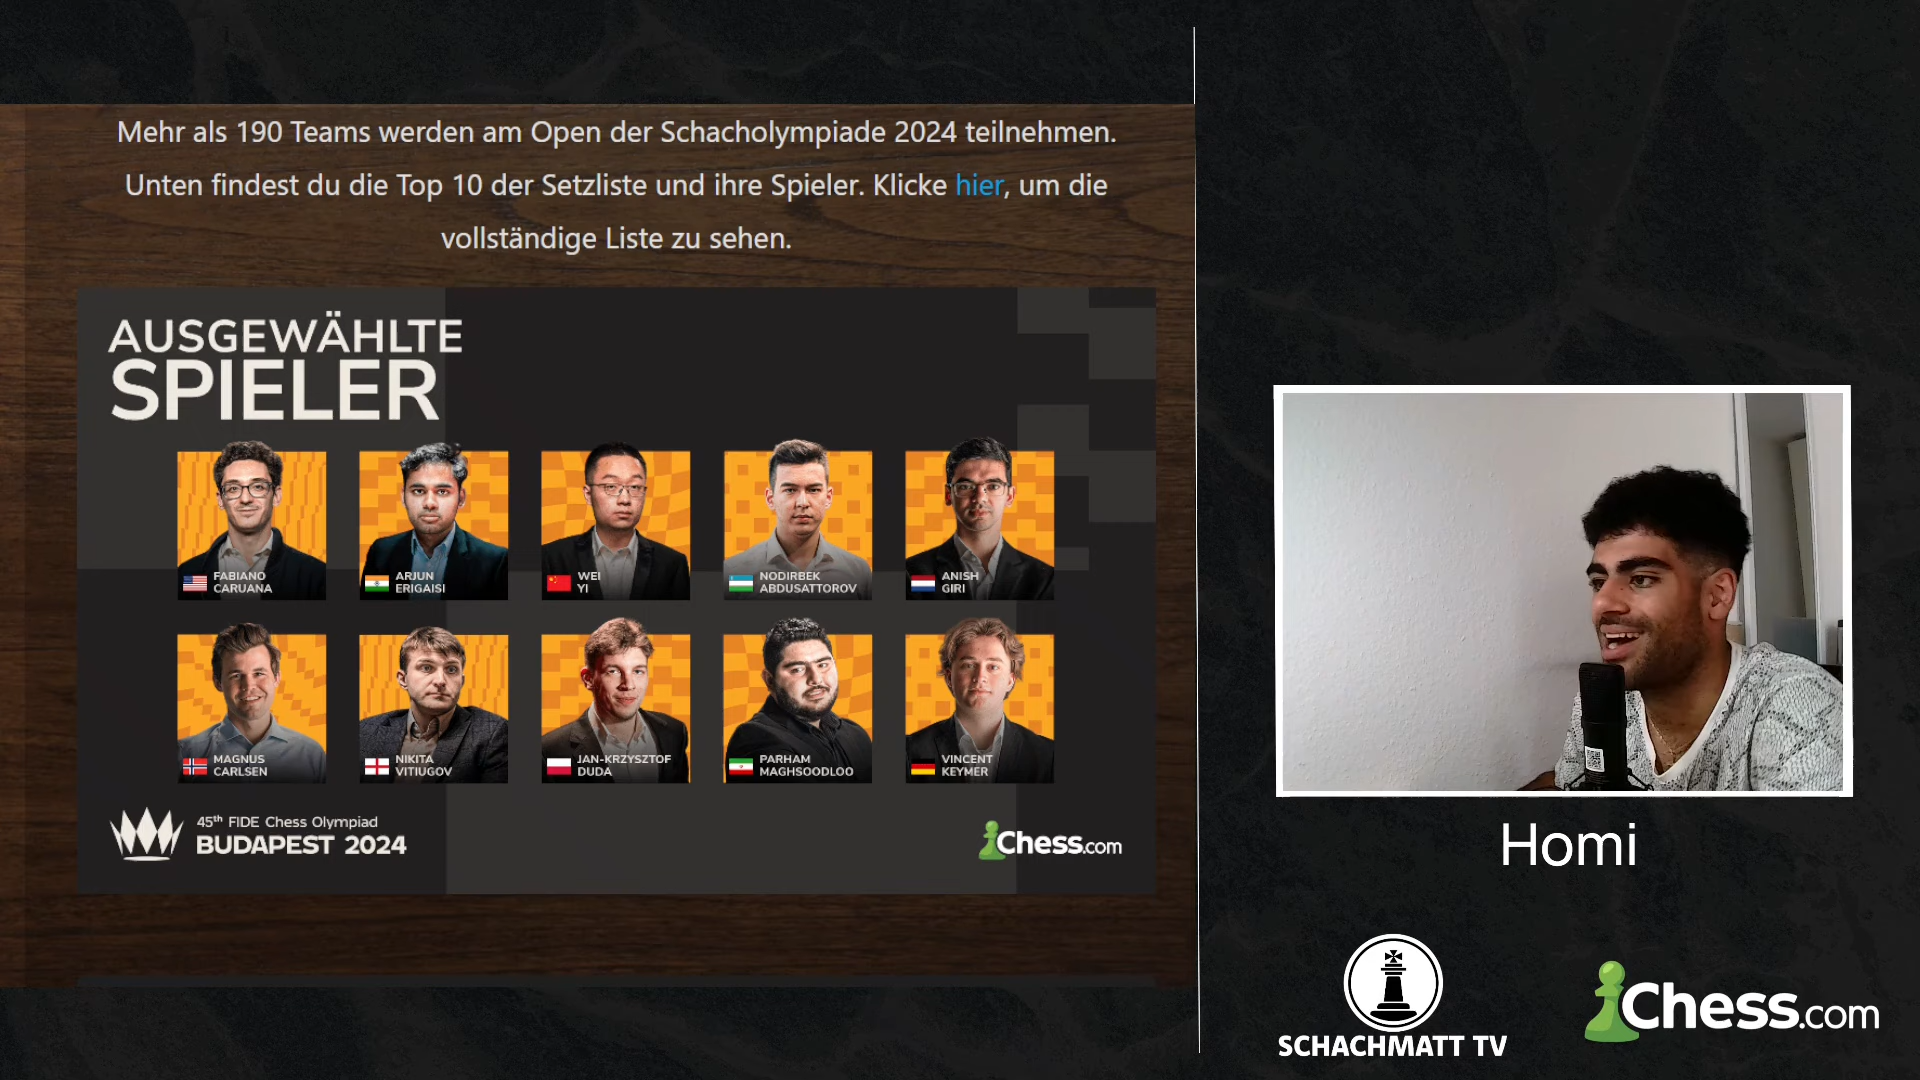 Mehr als 190 Teams werden am Open der Schacholympiade 2024 teilnehmen.
Unten findest du die Top 10 der Setzliste und ihre Spieler. Klicke hier, um die
vollständige Liste zu sehen.
AUSGEWÄHLTE
SPIELER
FABIANO
CARUANA
ARJUN
ERIGAISI
WEI
YI
NODIRBEK
ABDUSATTOROV
ANISH
GIRI
MAGNUS
CARLSEN
NIKITA
VITIUGOV
JAN-KRZYSZTOF
DUDA
PARHAM
MAGHSOODLOO
VINCENT
KEYMER
45th FIDE Chess Olympiad
BUDAPEST 2024
Chess.com
Homi
SCHACHMATT TV
Chess.com